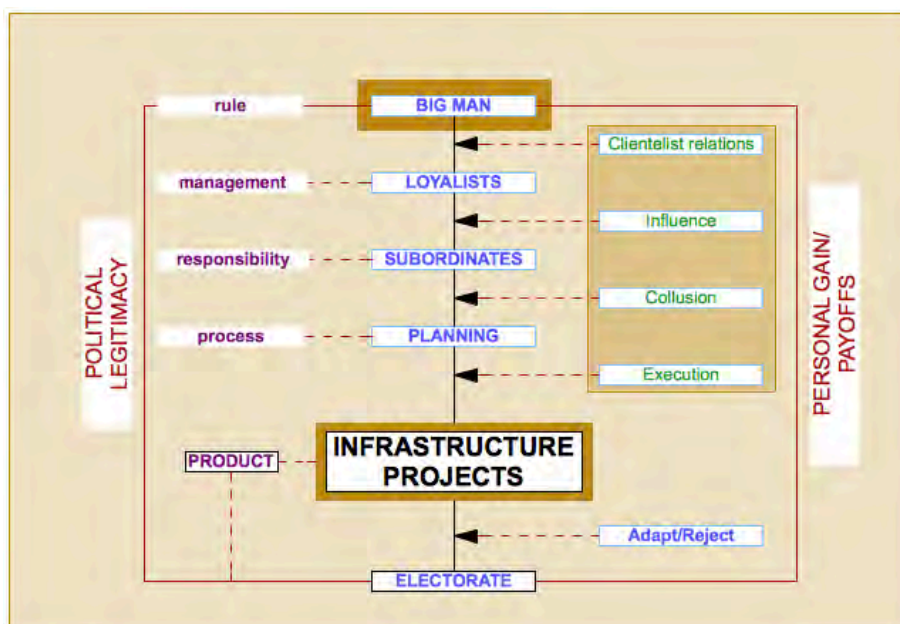 rule
BIG MAN
Clientelist relations
management
LOYALISTS
Influence
responsibility
SUBORDINATES
Collusion
process
PLANNING
Execution
POLITICAL
LEGITIMACY
PERSONAL GAIN/
PAYOFFS
PRODUCT
INFRASTRUCTURE
PROJECTS
Adapt/Reject
ELECTORATE